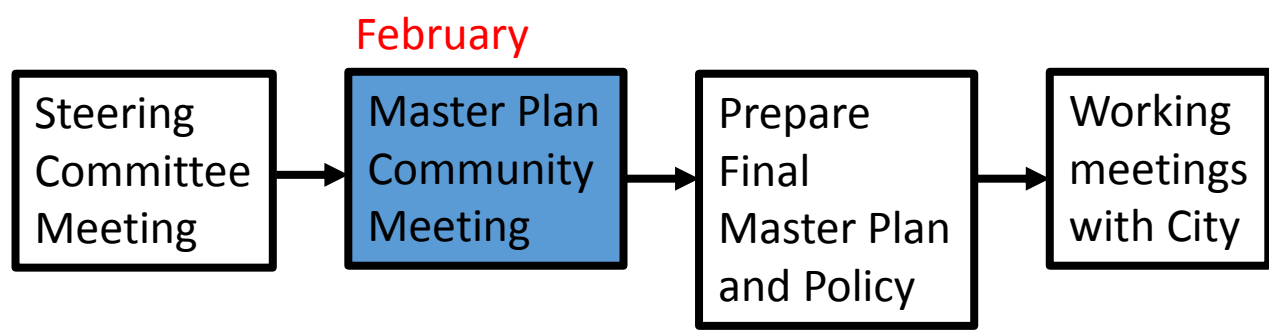 February
Steering
Committee
Meeting
Master Plan
Community
Meeting
Prepare
Final
Master Plan
and Policy
Working
meetings
with City